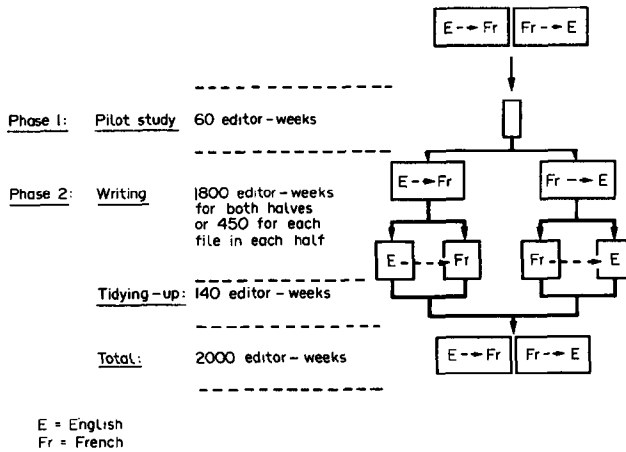 E --> Fr Fr --> E
Phase 1: Pilot study 60 editor-weeks
E --> Fr Fr --> E
Phase 2: Writing 1800 editor-weeks
for both halves
or 450 for each
file in each half
E --> Fr Fr --> E
Tidying-up: 140 editor-weeks
Total: 2000 editor-weeks
E --> Fr Fr --> E
E = English
Fr = French